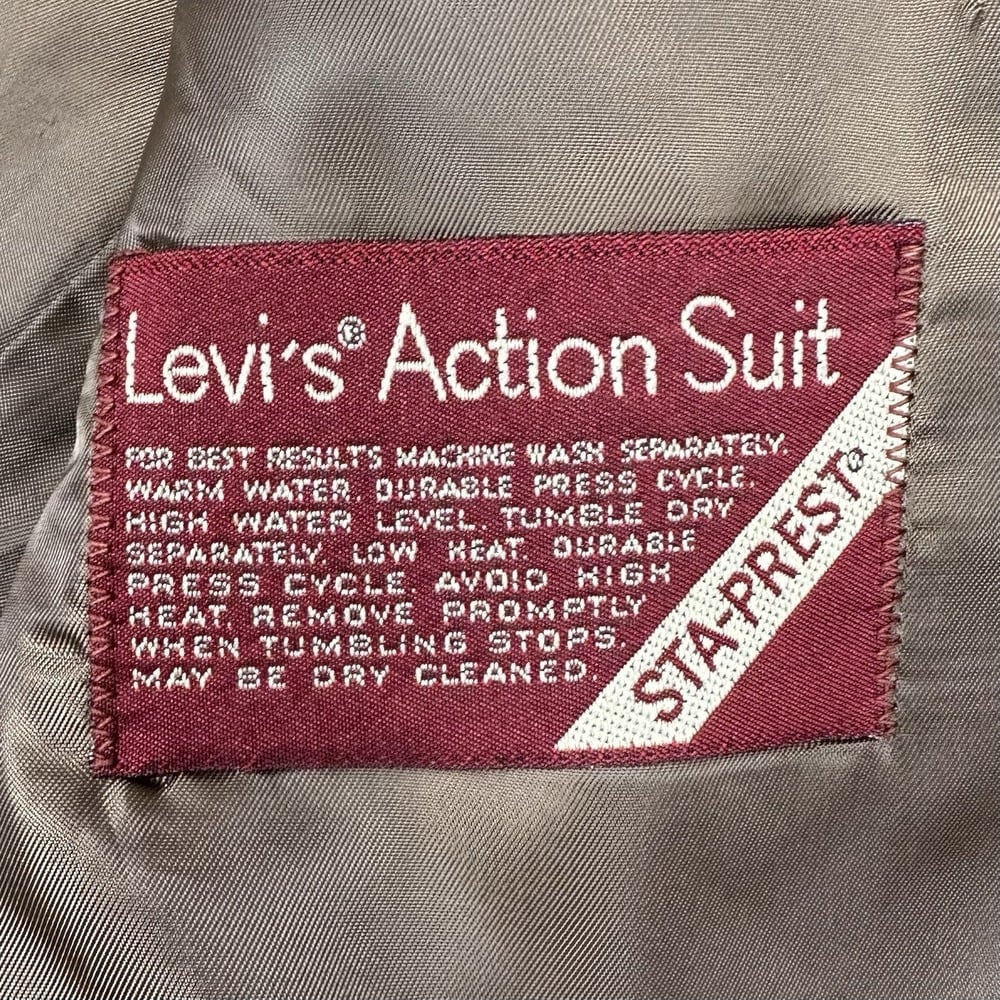 Levi's® Action Suit
FOR BEST RESULTS MACHINE WASH SEPARATELY.
WARM WATER. DURABLE PRESS CYCLE.
HIGH WATER LEVEL. TUMBLE DRY
SEPARATELY, LOW HEAT. DURABLE
PRESS CYCLE. AVOID HIGH
HEAT. REMOVE PROMPTLY
WHEN TUMBLING STOPS.
MAY BE DRY CLEANED.
STA-PREST®